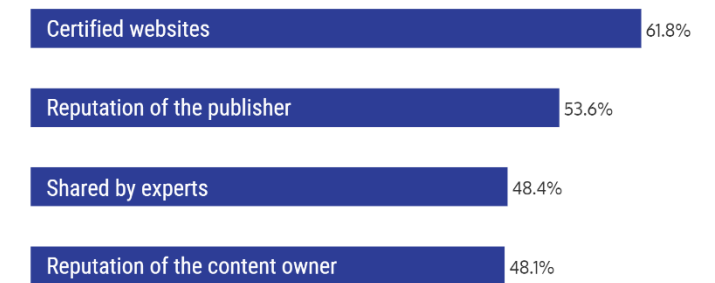 Certified websites 61.8%
Reputation of the publisher 53.6%
Shared by experts 48.4%
Reputation of the content owner 48.1%